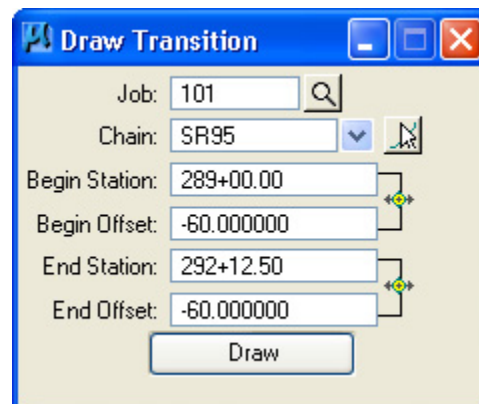 Draw Transition
Job: 101
Chain: SR95
Begin Station: 289+00.00
Begin Offset: -60.000000
End Station: 292+12.50
End Offset: -60.000000
Draw